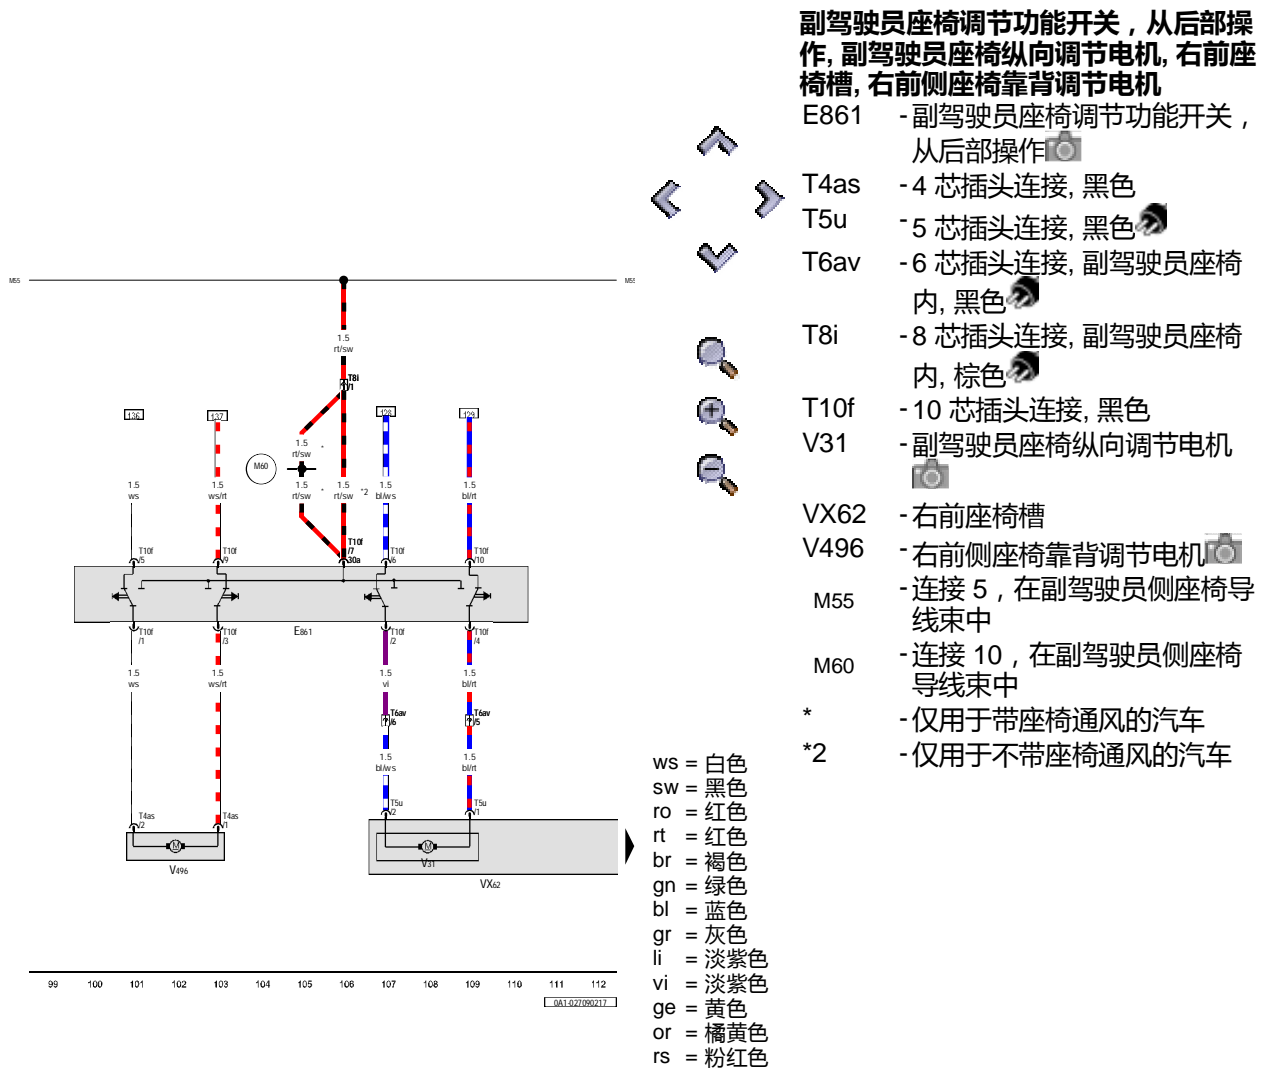 副驾驶员座椅调节功能开关，从后部操
作, 副驾驶员座椅纵向调节电机, 右前座
椅槽, 右前侧座椅靠背调节电机
E861 - 副驾驶员座椅调节功能开关，
从后部操作
T4as - 4 芯插头连接, 黑色
T5u - 5 芯插头连接, 黑色
T6av - 6 芯插头连接, 副驾驶员座椅
内, 黑色
T8i - 8 芯插头连接, 副驾驶员座椅
内, 棕色
T10f - 10 芯插头连接, 黑色
V31 - 副驾驶员座椅纵向调节电机
VX62 - 右前座椅槽
V496 - 右前侧座椅靠背调节电机
M55 - 连接 5，在副驾驶员侧座椅导
线束中
M60 - 连接 10，在副驾驶员侧座椅
导线束中
* - 仅用于带座椅通风的汽车
*2 - 仅用于不带座椅通风的汽车
M55 M55
1.5
rt/sw
T8i
/1
136 137 128 129
1.5
rt/sw
*
M60
1.5
ws
1.5
ws/rt
1.5
rt/sw
*
1.5
rt/sw
*2
1.5
bl/ws
1.5
bl/rt
T10f
/5
T10f
/9
T10f
/7
30a
T10f
/6
T10f
/10
E861
T10f
/1
T10f
/3
T10f
/2
T10f
/4
1.5
ws
1.5
ws/rt
1.5
vi
1.5
bl/rt
T6av
/6
T6av
/5
1.5
bl/ws
1.5
bl/rt
T4as
/2
T4as
/1
T5u
/2
T5u
/1
M
V496
M
V31
VX62
99 100 101 102 103 104 105 106 107 108 109 110 111 112
0A1-027090217
ws = 白色
sw = 黑色
ro = 红色
rt = 红色
br = 褐色
gn = 绿色
bl = 蓝色
gr = 灰色
li = 淡紫色
vi = 淡紫色
ge = 黄色
or = 橘黄色
rs = 粉红色